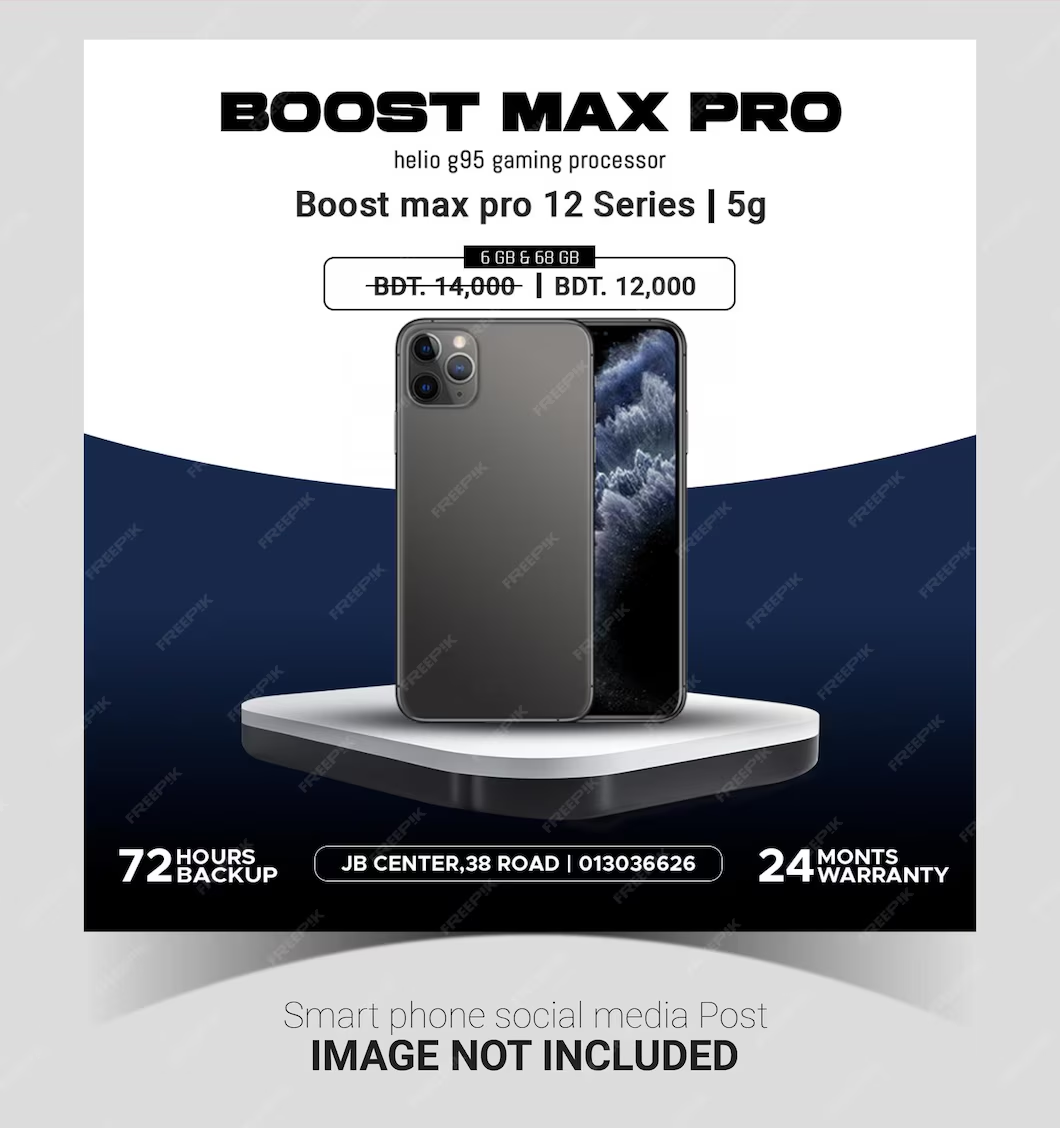 BOOST MAX PRO
helio g95 gaming processor
Boost max pro 12 Series | 5g
6 GB & 68 GB
BDT. 14,000 | BDT. 12,000
72 HOURS
BACKUP
JB CENTER,38 ROAD | 013036626
24 MONTS
WARRANTY
Smart phone social media Post
IMAGE NOT INCLUDED
FREEPIK